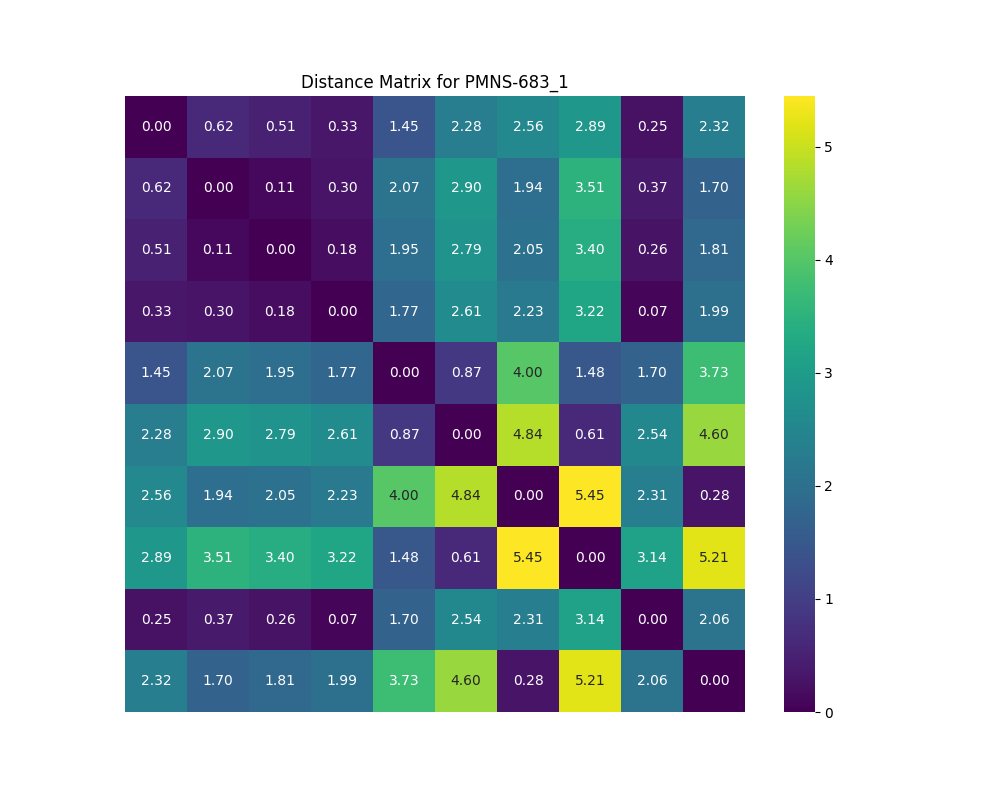 Distance Matrix for PMNS-683_1
0.00 0.62 0.51 0.33 1.45 2.28 2.56 2.89 0.25 2.32
0.62 0.00 0.11 0.30 2.07 2.90 1.94 3.51 0.37 1.70
0.51 0.11 0.00 0.18 1.95 2.79 2.05 3.40 0.26 1.81
0.33 0.30 0.18 0.00 1.77 2.61 2.23 3.22 0.07 1.99
1.45 2.07 1.95 1.77 0.00 0.87 4.00 1.48 1.70 3.73
2.28 2.90 2.79 2.61 0.87 0.00 4.84 0.61 2.54 4.60
2.56 1.94 2.05 2.23 4.00 4.84 0.00 5.45 2.31 0.28
2.89 3.51 3.40 3.22 1.48 0.61 5.45 0.00 3.14 5.21
0.25 0.37 0.26 0.07 1.70 2.54 2.31 3.14 0.00 2.06
2.32 1.70 1.81 1.99 3.73 4.60 0.28 5.21 2.06 0.00
5
4
3
2
1
0